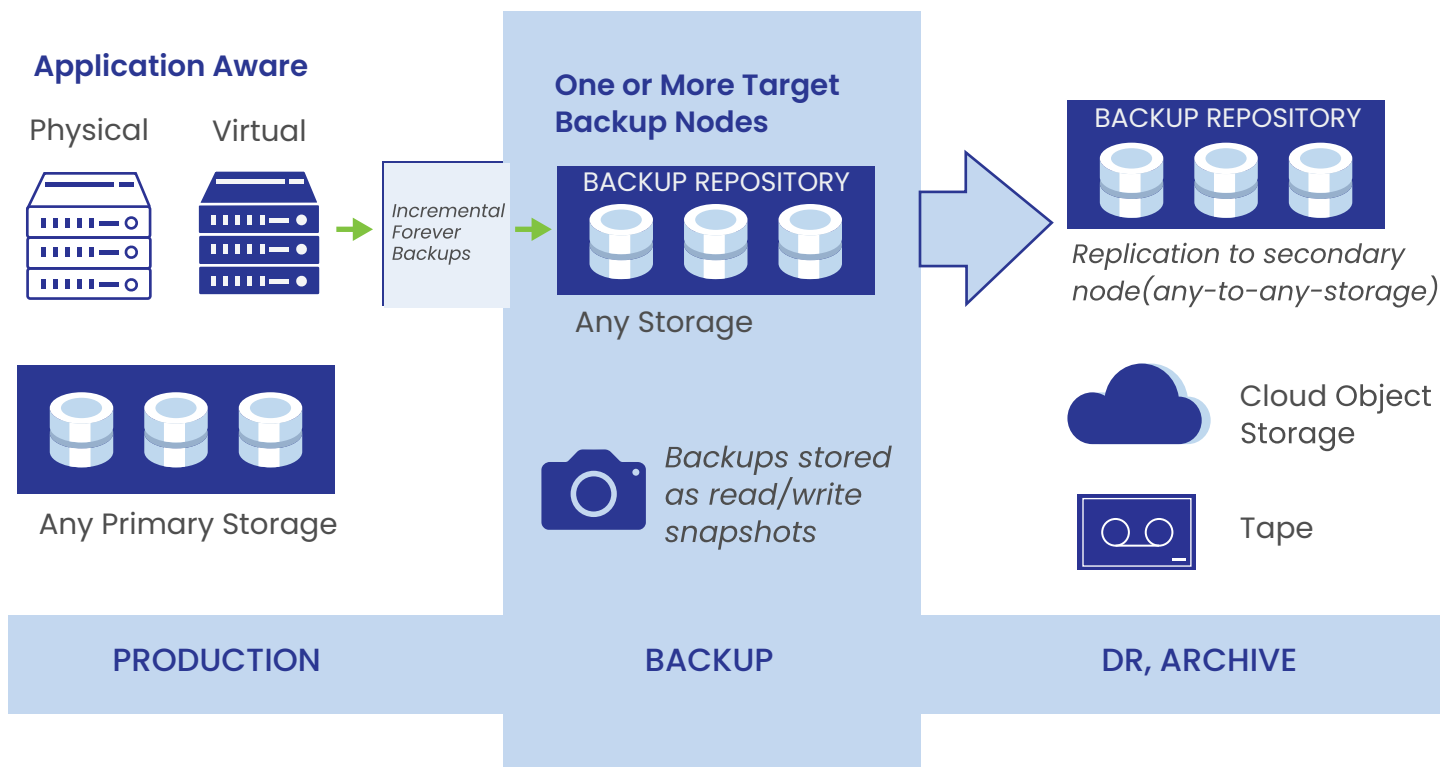 Application Aware
Physical
Virtual
Incremental
Forever
Backups
Any Primary Storage
One or More Target
Backup Nodes
BACKUP REPOSITORY
Any Storage
Backups stored
as read/write
snapshots
BACKUP REPOSITORY
Replication to secondary
node(any-to-any-storage)
Cloud Object
Storage
Tape
PRODUCTION
BACKUP
DR, ARCHIVE